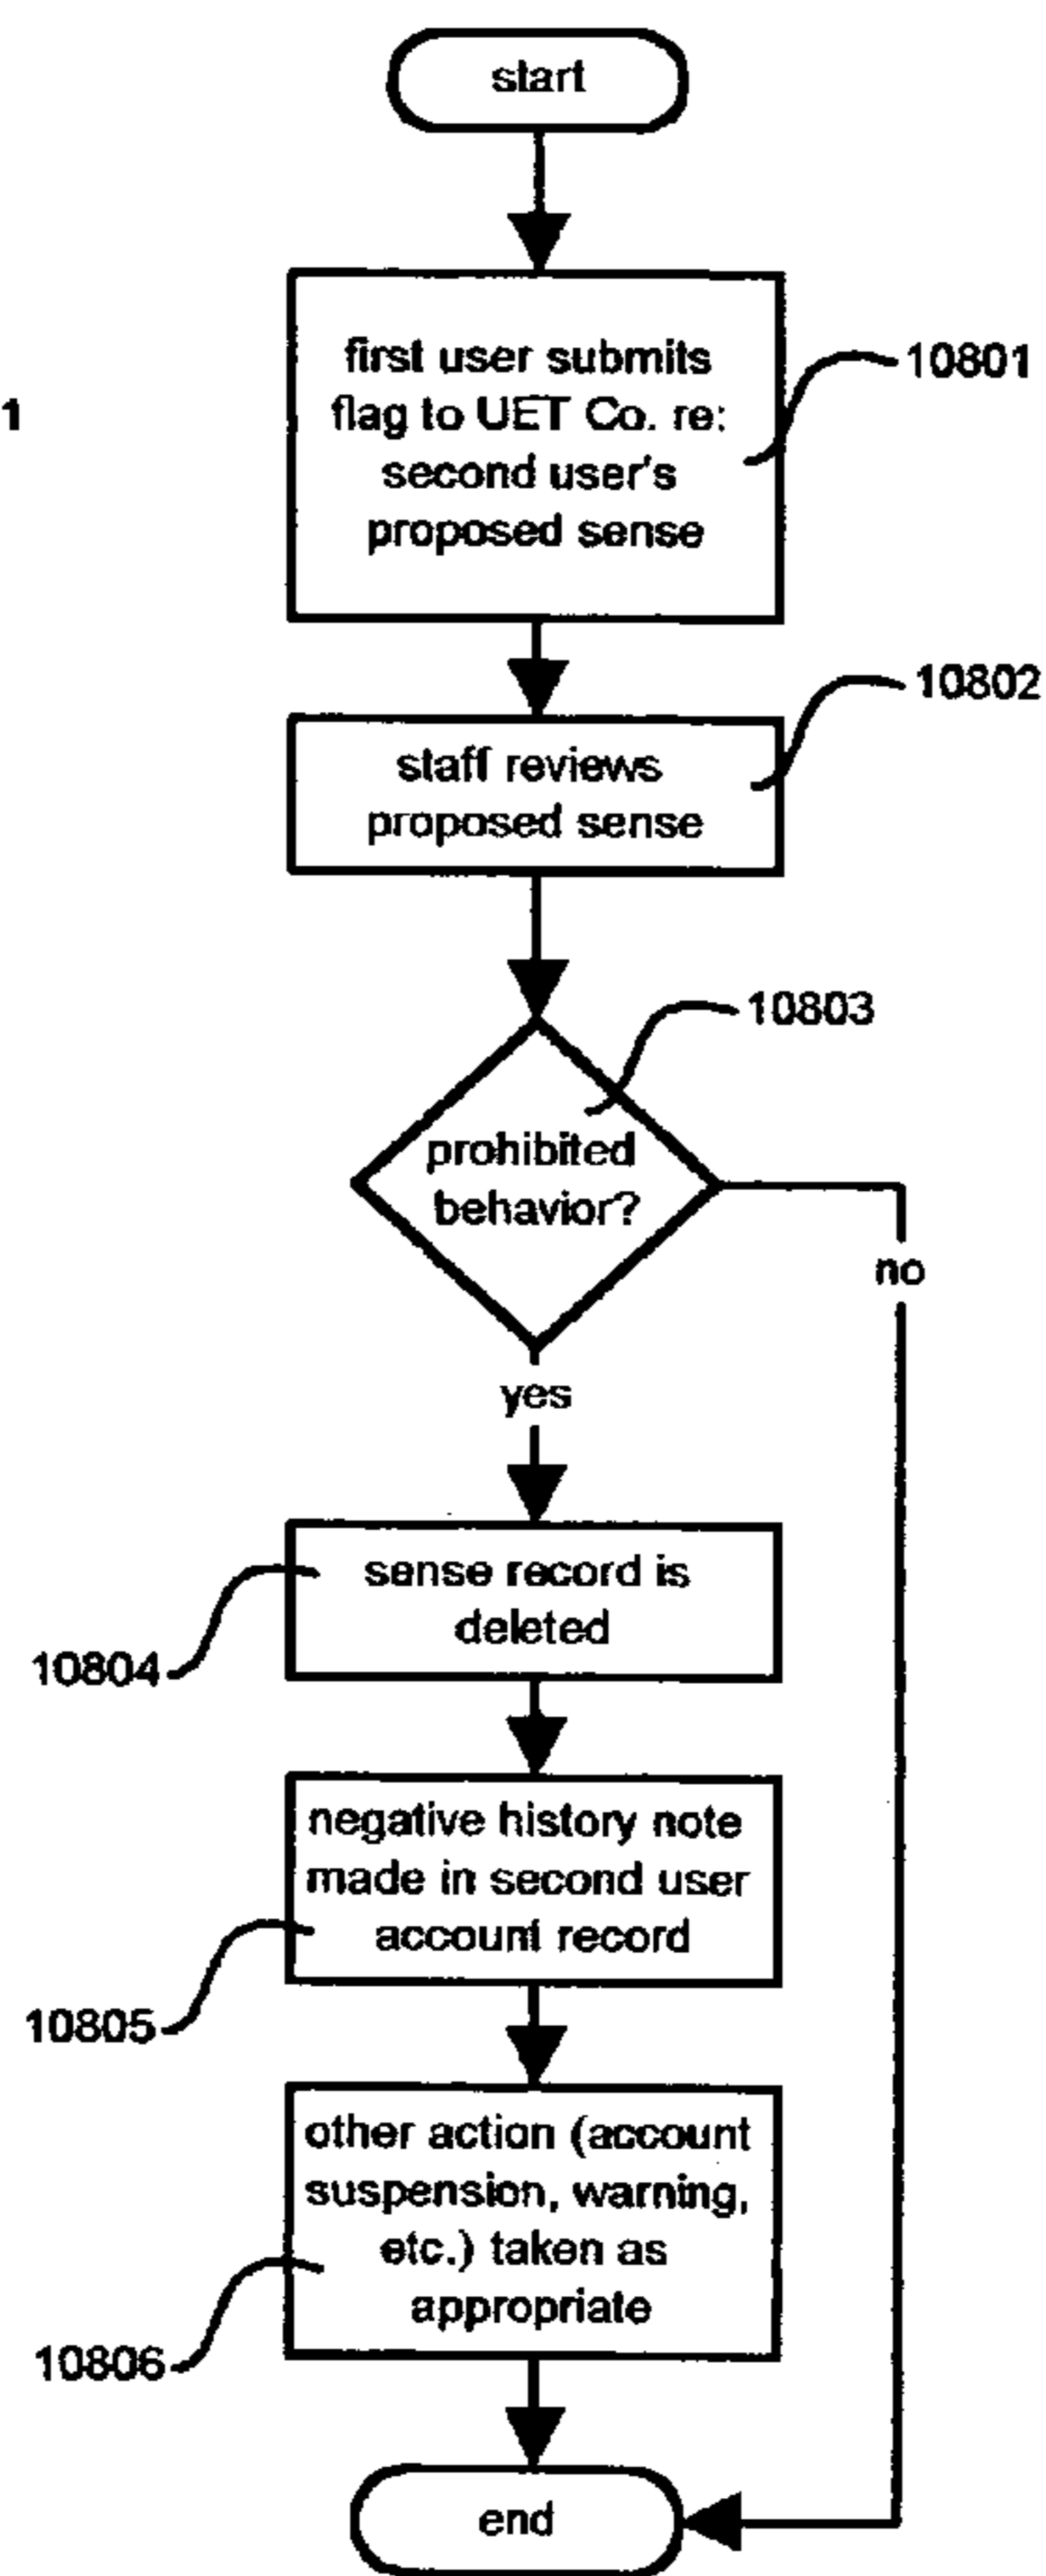 start
first user submits
flag to UET Co. re:
second user's
proposed sense
10801
1
staff reviews
proposed sense
10802
10803
prohibited
behavior?
no
yes
sense record is
deleted
10804
negative history note
made in second user
account record
10805
other action (account
suspension, warning,
etc.) taken as
appropriate
10806
end